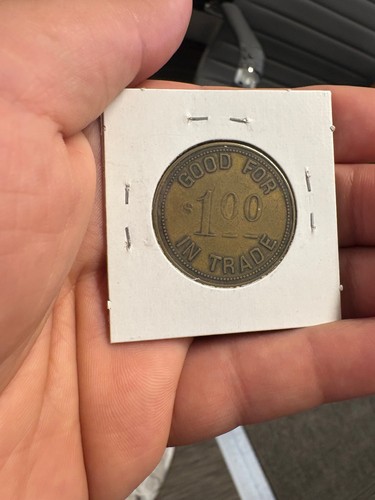 GOOD FOR
$1.00
IN TRADE